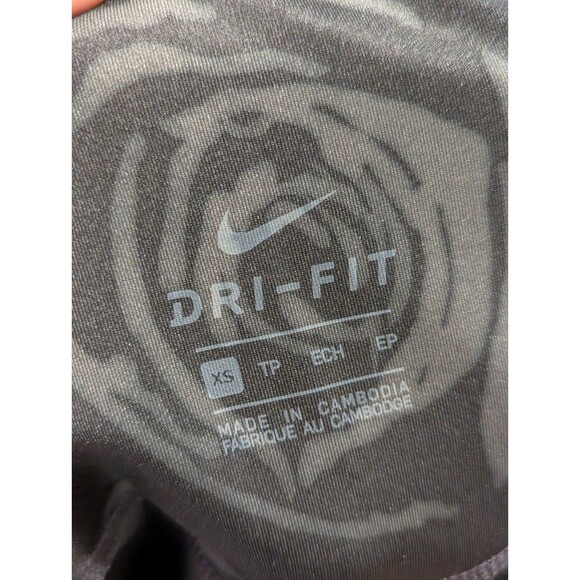 DRI-FIT
XS TP ECH EP
MADE IN CAMBODIA
FABRIQUE AU CAMBODGE